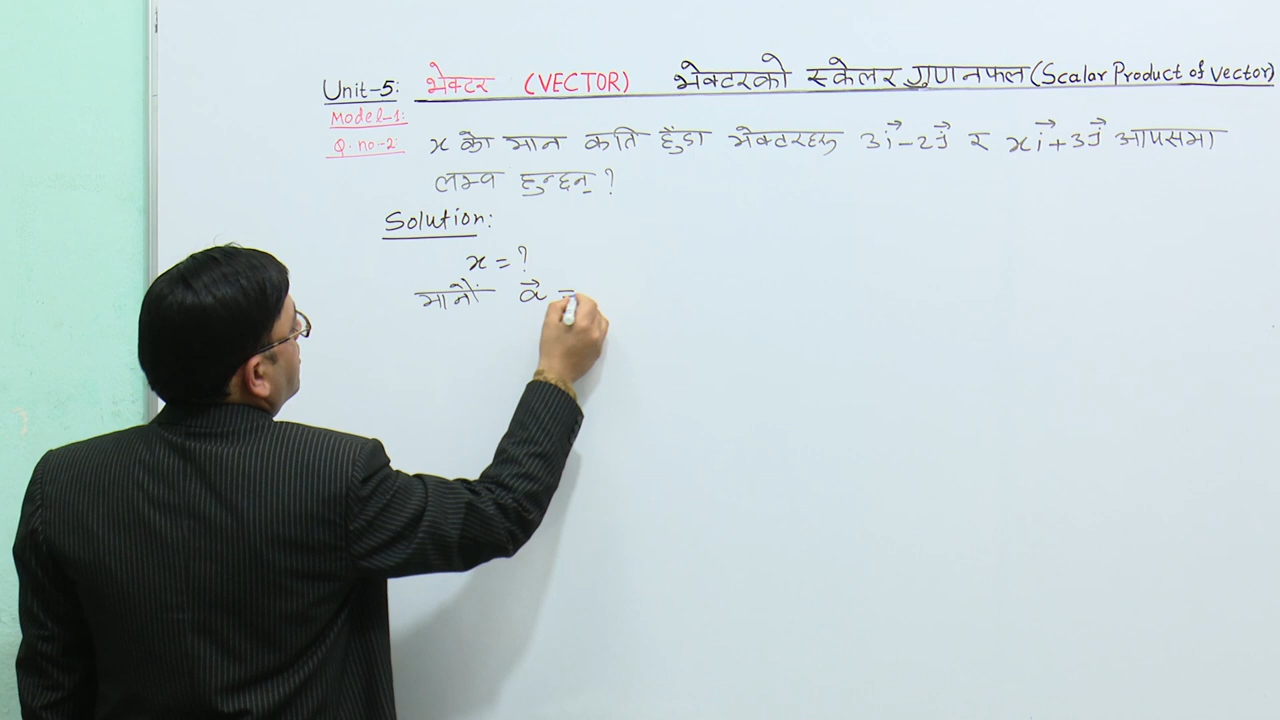 Unit-5: भेक्टर (VECTOR) भेक्टरको स्केलर गुणनफल (Scalar Product of Vector)
Model-1:
Q. no-2: x को मान कति हुँदा भेक्टरहरू 3i⃗ - 2j⃗ र xi⃗ + 3j⃗ आपसमा
लम्ब हुन्छन् ?
Solution:
x = ?
मानौं a⃗ =